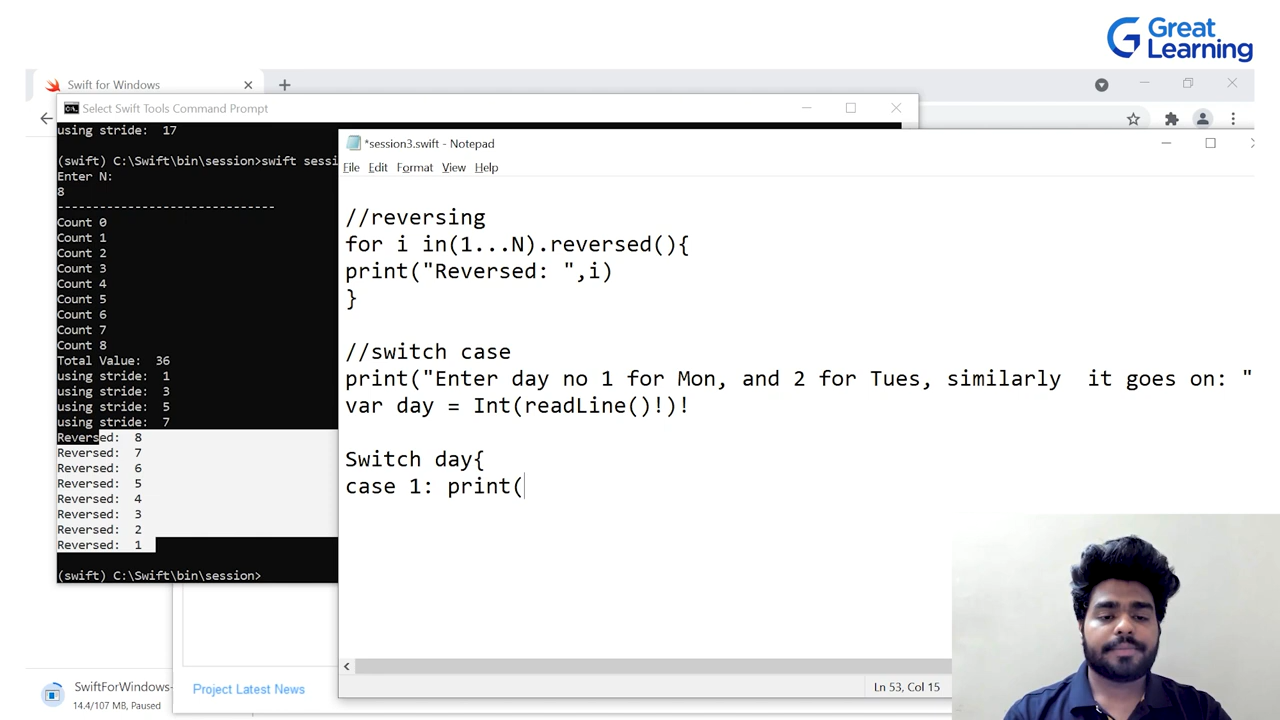 Great
Learning
Swift for Windows
Select Swift Tools Command Prompt
using stride:  17
(swift) C:\Swift\bin\session>swift sessi
Enter N:
8
-------------------------------
Count 0
Count 1
Count 2
Count 3
Count 4
Count 5
Count 6
Count 7
Count 8
Total Value:  36
using stride:  1
using stride:  3
using stride:  5
using stride:  7
Reversed:  8
Reversed:  7
Reversed:  6
Reversed:  5
Reversed:  4
Reversed:  3
Reversed:  2
Reversed:  1
(swift) C:\Swift\bin\session>
*session3.swift - Notepad
File Edit Format View Help
//reversing
for i in(1...N).reversed(){
print("Reversed: ",i)
}
//switch case
print("Enter day no 1 for Mon, and 2 for Tues, similarly  it goes on: "
var day = Int(readLine()!)!
Switch day{
case 1: print(
Ln 53, Col 15
SwiftForWindows-
14.4/107 MB, Paused
Project Latest News